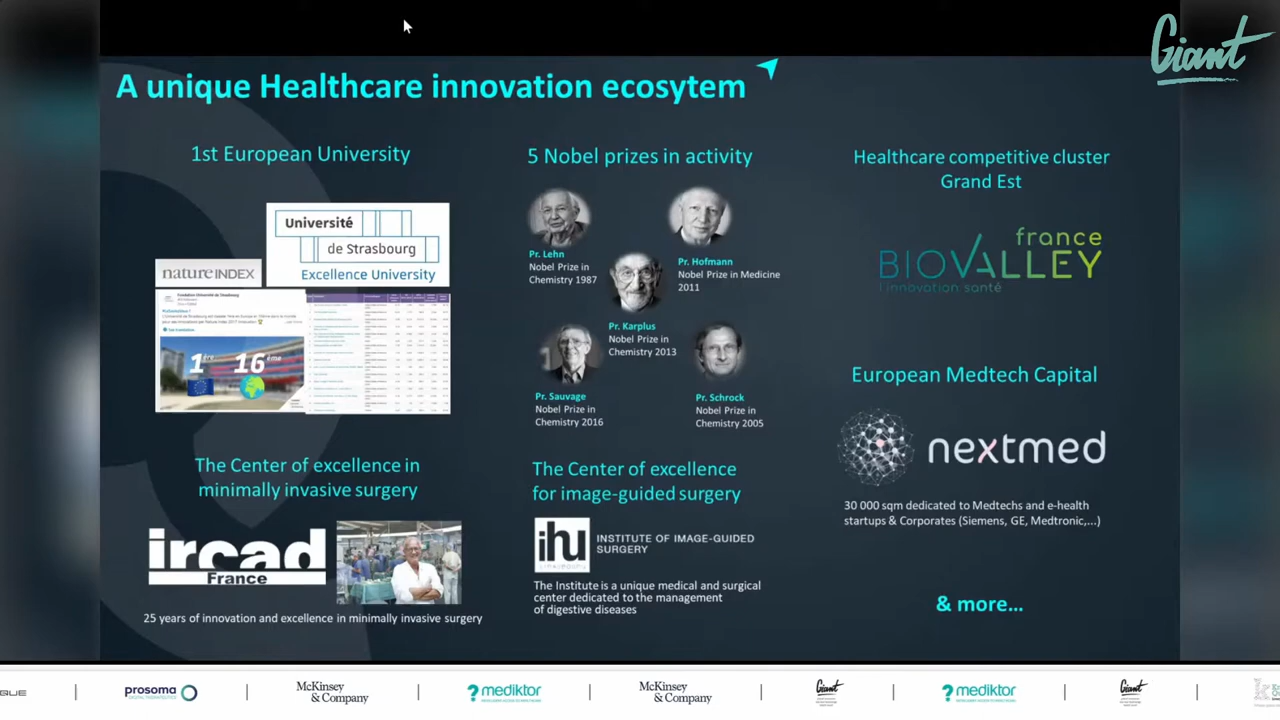 Giant
A unique Healthcare innovation ecosytem
1st European University
Université
de Strasbourg
Excellence University
nature INDEX
1ère
16ème
5 Nobel prizes in activity
Pr. Lehn
Nobel Prize in
Chemistry 1987
Pr. Hofmann
Nobel Prize in Medicine
2011
Pr. Karplus
Nobel Prize in
Chemistry 2013
Pr. Sauvage
Nobel Prize in
Chemistry 2016
Pr. Schrock
Nobel Prize in
Chemistry 2005
Healthcare competitive cluster
Grand Est
france
BIOVALLEY
l'innovation santé
European Medtech Capital
nextmed
30 000 sqm dedicated to Medtechs and e-health
startups & Corporates (Siemens, GE, Medtronic,...)
& more...
The Center of excellence in
minimally invasive surgery
ircad
France
25 years of innovation and excellence in minimally invasive surgery
The Center of excellence
for image-guided surgery
ihu
INSTITUTE OF IMAGE-GUIDED
SURGERY
The Institute is a unique medical and surgical
center dedicated to the management
of digestive diseases
QUE
prosoma
DIGITAL THERAPEUTICS
McKinsey
& Company
?mediktor
McKinsey
& Company
Giant
?mediktor
Giant